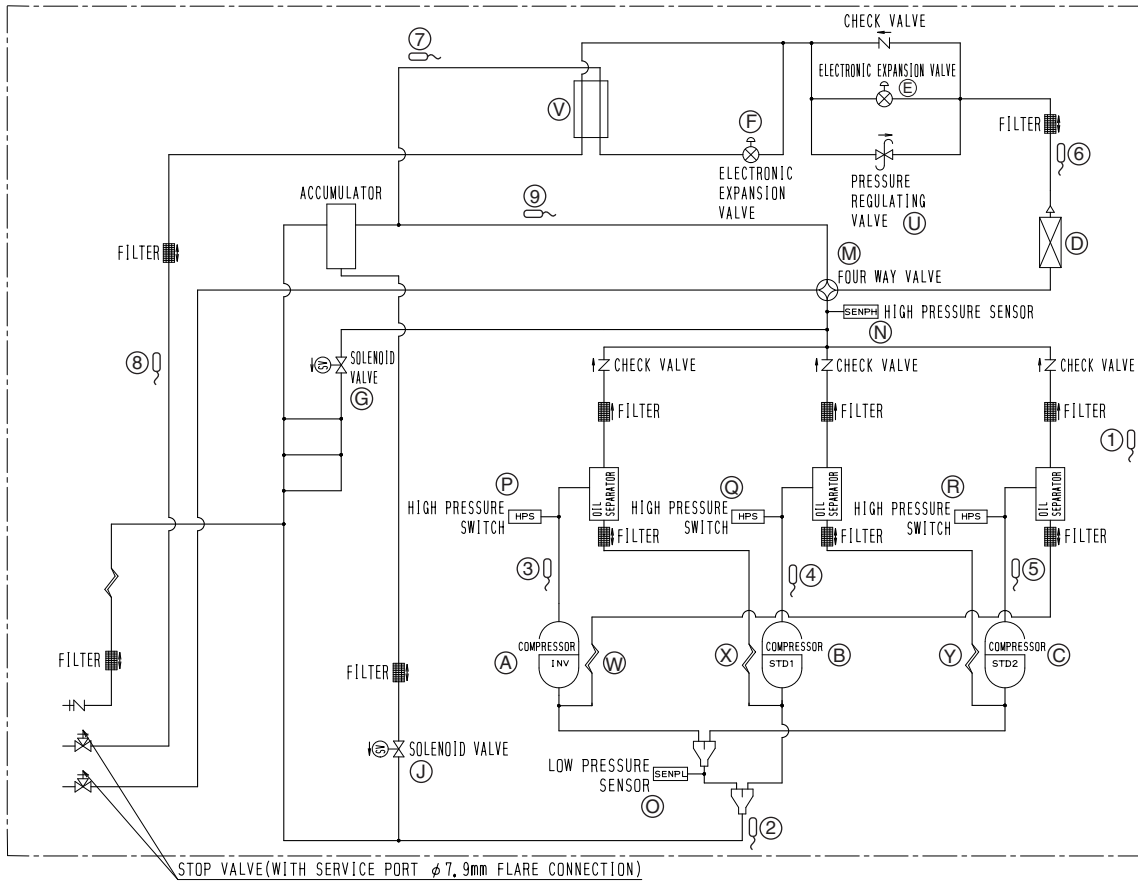 CHECK VALVE
7
ELECTRONIC EXPANSION VALVE
E
V
F
FILTER
6
ELECTRONIC
EXPANSION
VALVE
PRESSURE
REGULATING
VALVE
U
ACCUMULATOR
9
D
FILTER
M
FOUR WAY VALVE
SENPH
HIGH PRESSURE SENSOR
N
8
SV
SOLENOID
VALVE
G
CHECK VALVE
CHECK VALVE
CHECK VALVE
FILTER
FILTER
FILTER
1
P
Q
R
HIGH PRESSURE
SWITCH
HPS
OIL
SEPARATOR
HIGH PRESSURE
SWITCH
HPS
OIL
SEPARATOR
HIGH PRESSURE
SWITCH
HPS
OIL
SEPARATOR
FILTER
FILTER
FILTER
3
4
5
COMPRESSOR
INV
A
W
X
COMPRESSOR
STD1
B
Y
COMPRESSOR
STD2
C
FILTER
FILTER
SV
SOLENOID VALVE
J
LOW PRESSURE
SENSOR
SENPL
O
2
STOP VALVE(WITH SERVICE PORT φ7.9mm FLARE CONNECTION)